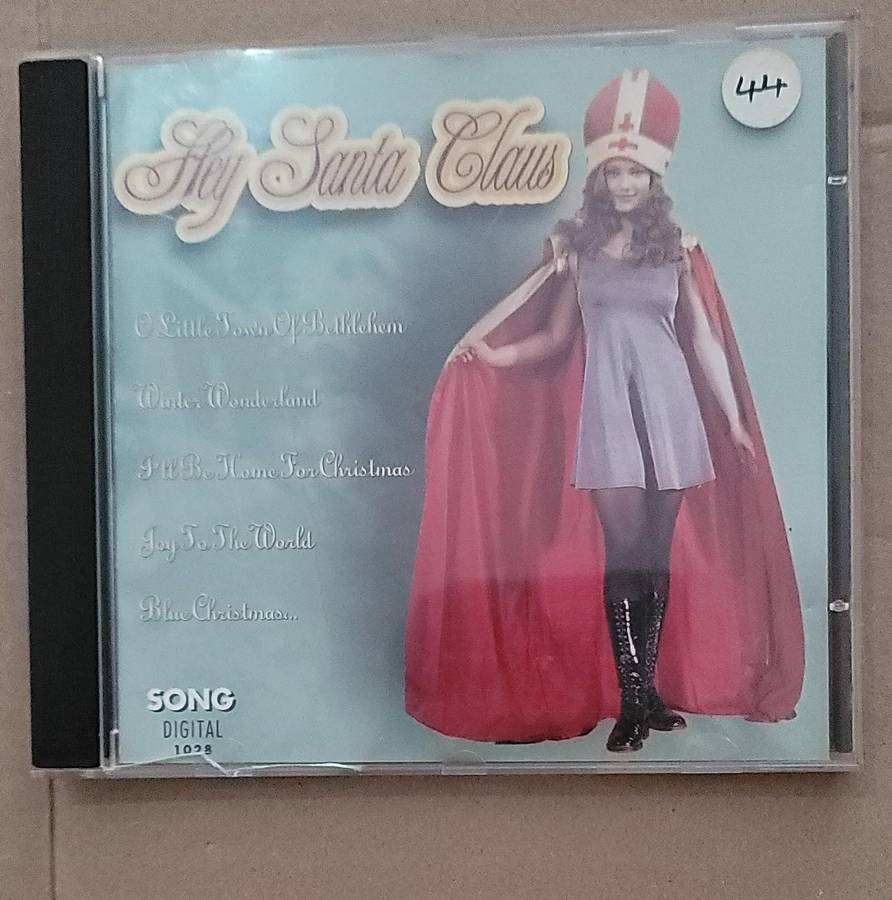 Hey Santa Claus
44
O Little Town Of Bethlehem
Winter Wonderland
I'll Be Home For Christmas
Joy To The World
Blue Christmas...
SONG
DIGITAL
1028